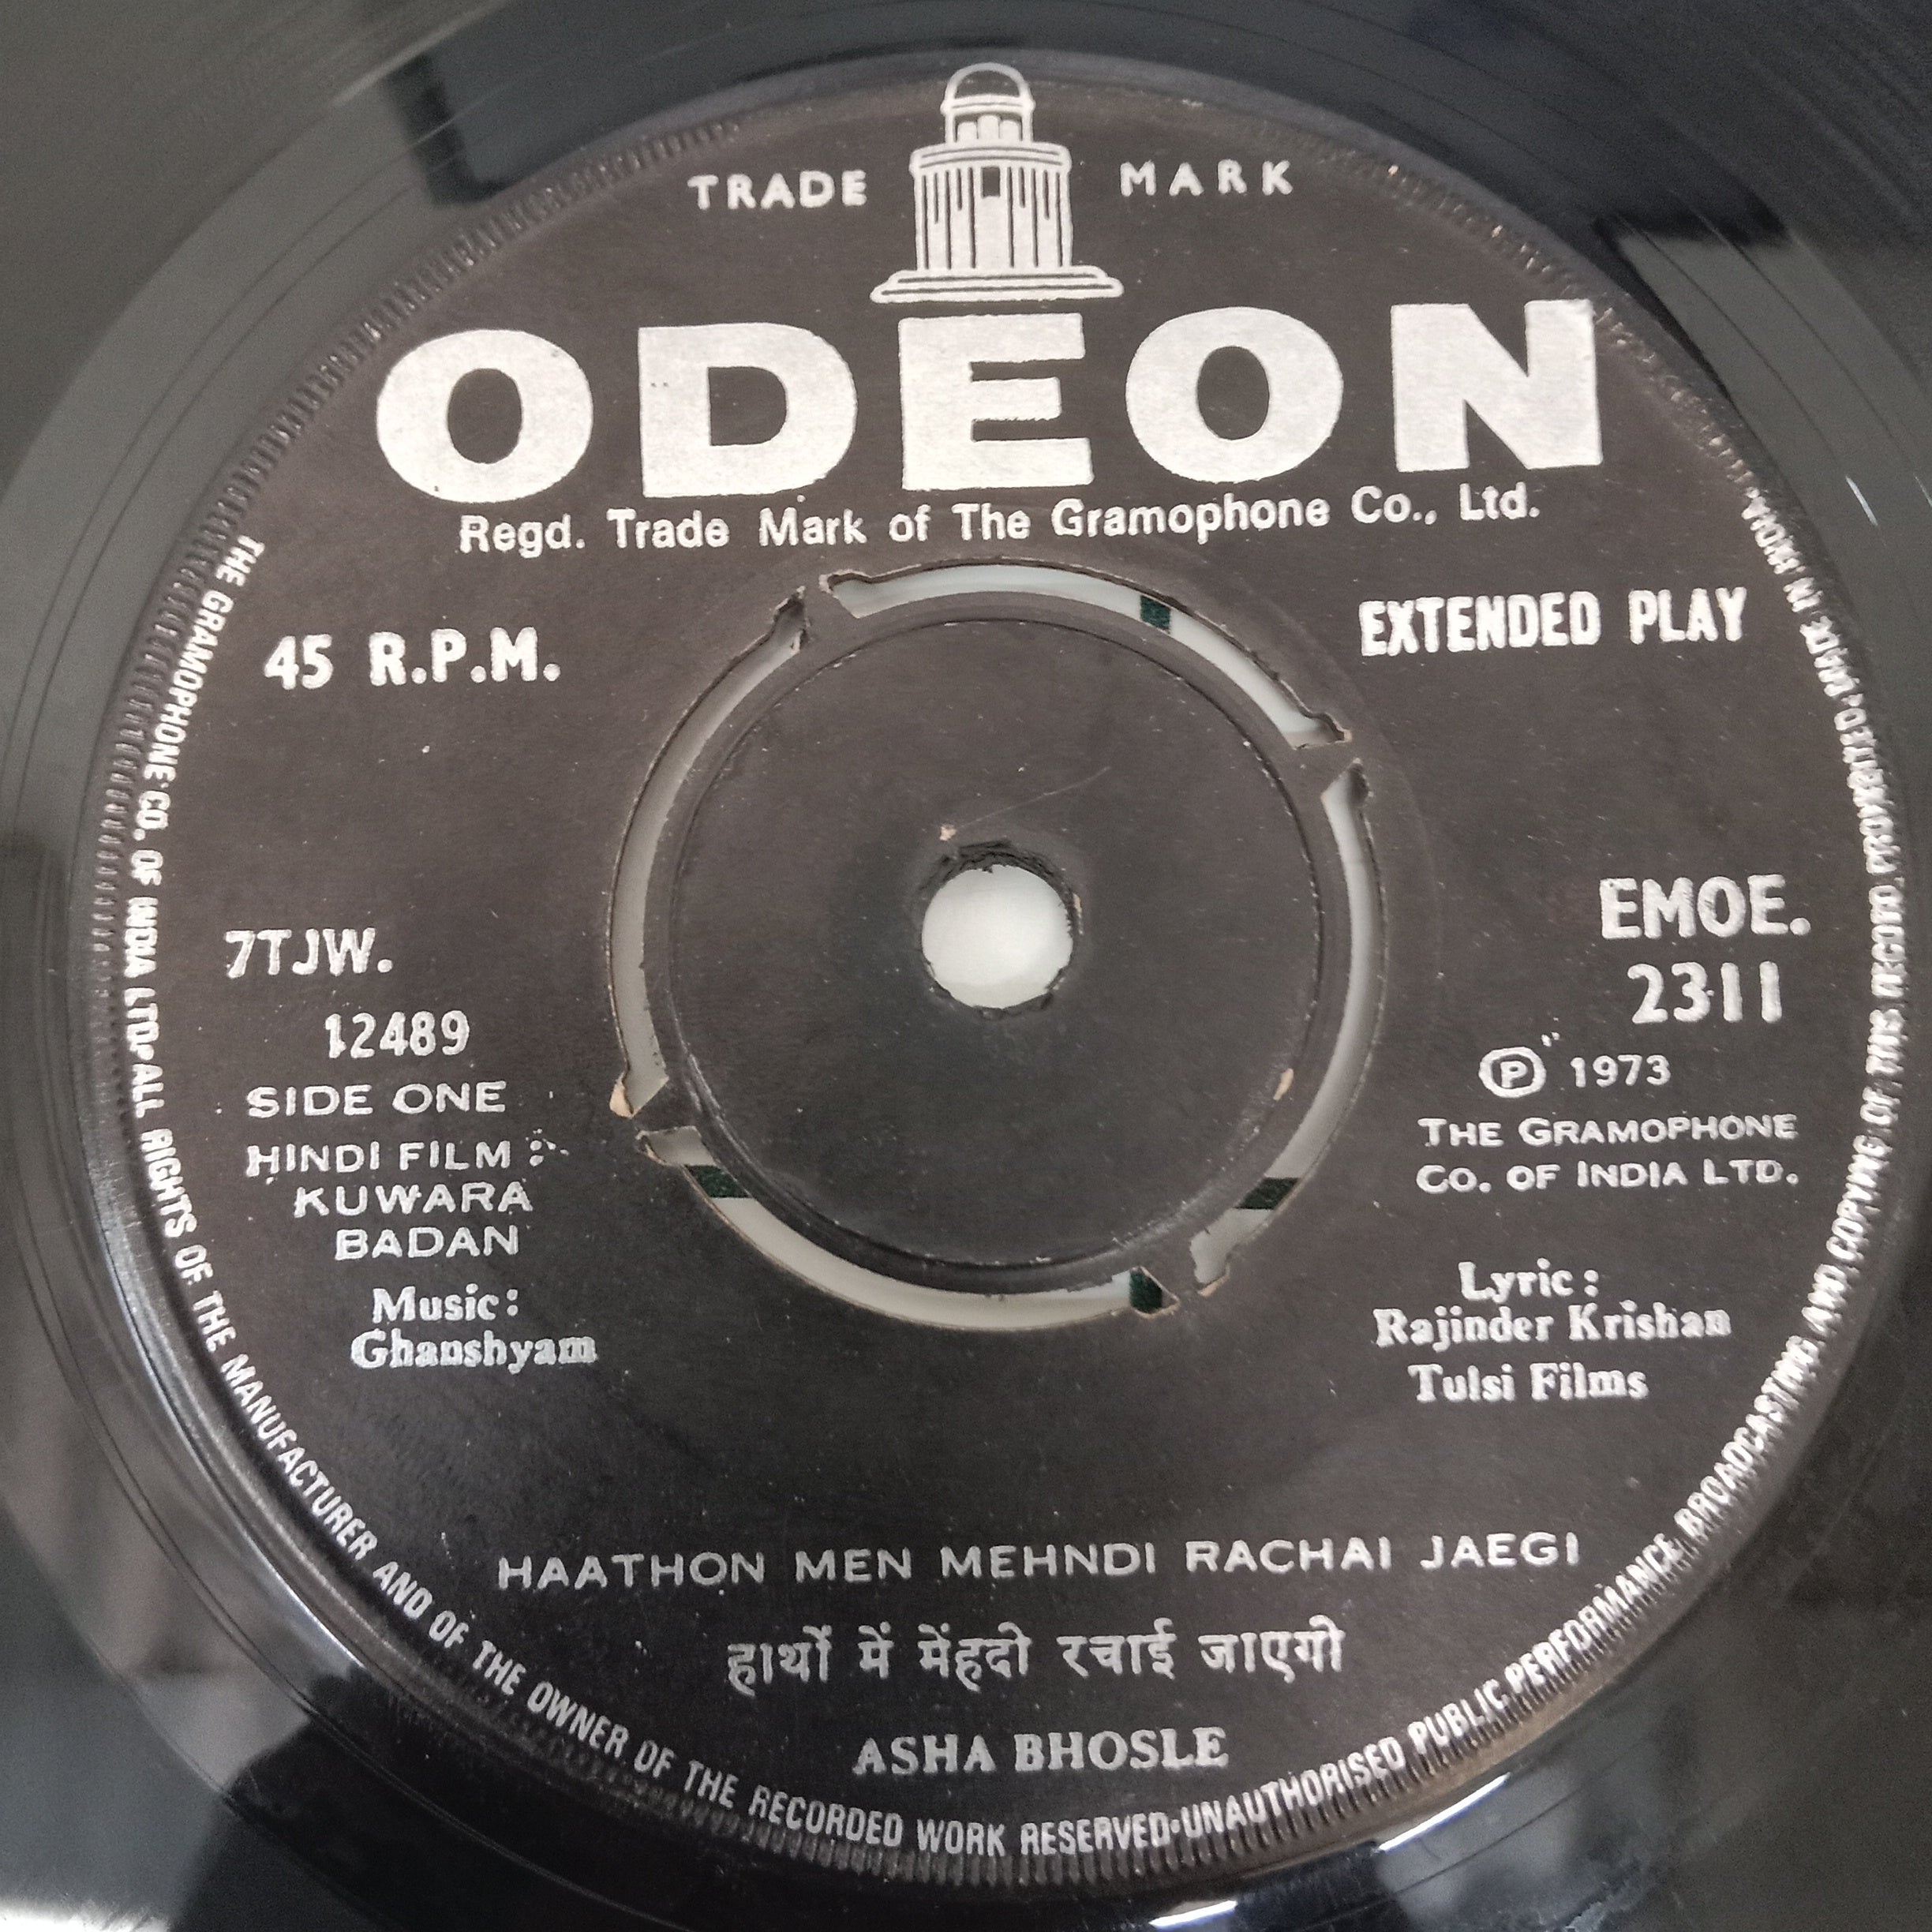 TRADE MARK
ODEON
Regd. Trade Mark of The Gramophone Co., Ltd.
45 R.P.M.
EXTENDED PLAY
7TJW.
12489
SIDE ONE
HINDI FILM :-
KUWARA
BADAN
Music:
Ghanshyam
EMOE.
2311
℗ 1973
THE GRAMOPHONE
CO. OF INDIA LTD.
Lyric:
Rajinder Krishan
Tulsi Films
HAATHON MEN MEHNDI RACHAI JAEGI
हाथों में मेंहदी रचाई जाएगी
ASHA BHOSLE
THE GRAMOPHONE CO. OF INDIA LTD·ALL RIGHTS OF THE MANUFACTURER AND OF THE OWNER OF THE RECORDED WORK RESERVED·UNAUTHORISED PUBLIC PERFORMANCE BROADCASTING AND COPYING OF THIS RECORD PROHIBITED. MADE IN INDIA.